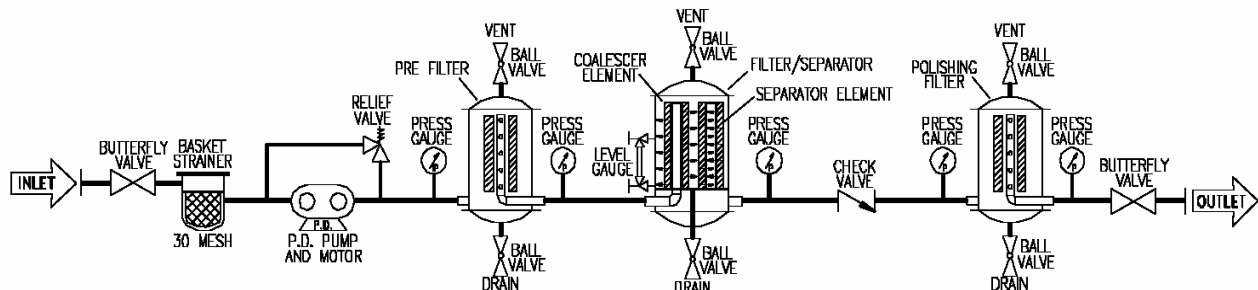 INLET
BUTTERFLY
VALVE
BASKET
STRAINER
30 MESH
RELIEF
VALVE
P.D.
P.D. PUMP
AND MOTOR
PRESS
GAUGE
PRE FILTER
VENT
BALL
VALVE
BALL
VALVE
DRAIN
PRESS
GAUGE
COALESCER
ELEMENT
LEVEL
GAUGE
VENT
BALL
VALVE
FILTER/SEPARATOR
SEPARATOR ELEMENT
BALL
VALVE
DRAIN
PRESS
GAUGE
CHECK
VALVE
PRESS
GAUGE
POLISHING
FILTER
VENT
BALL
VALVE
BALL
VALVE
DRAIN
PRESS
GAUGE
BUTTERFLY
VALVE
OUTLET